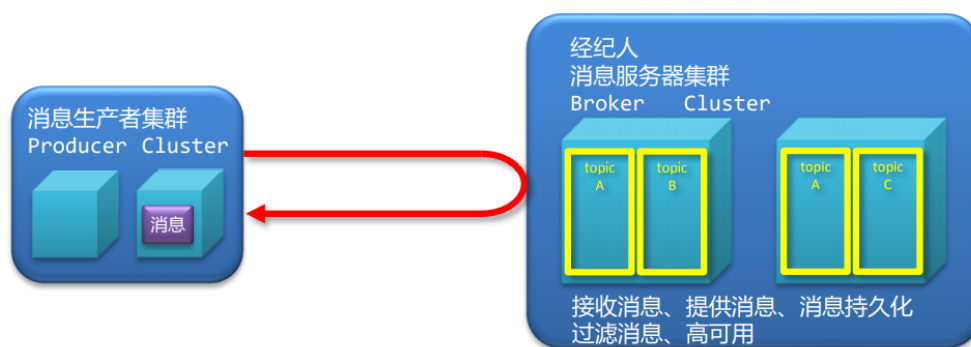 消息生产者集群
Producer Cluster
消息
经纪人
消息服务器集群
Broker Cluster
topic
A
topic
B
topic
A
topic
C
接收消息、提供消息、消息持久化
过滤消息、高可用